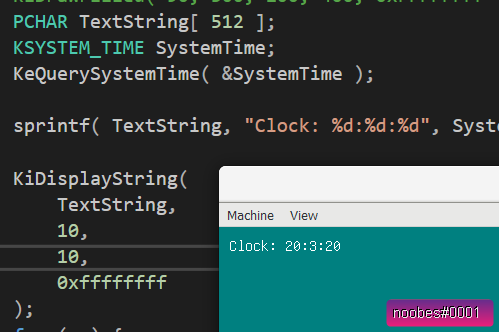 PCHAR TextString[ 512 ];
KSYSTEM_TIME SystemTime;
KeQuerySystemTime( &SystemTime );
sprintf( TextString, "Clock: %d:%d:%d", Syst
KiDisplayString(
TextString,
10,
10,
0xffffffff
);
Machine View
Clock: 20:3:20
noobes#0001